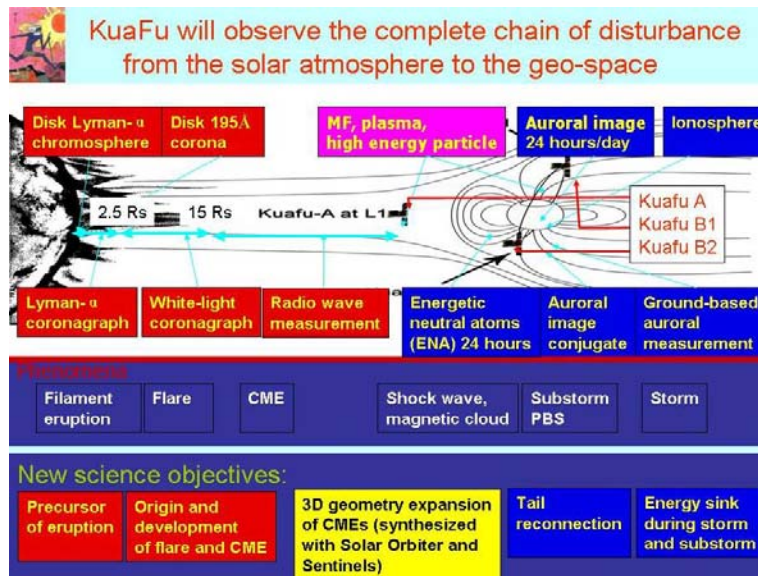 KuaFu will observe the complete chain of disturbance
from the solar atmosphere to the geo-space
Disk Lyman-α
chromosphere
Disk 195Å
corona
MF, plasma,
high energy particle
Auroral image
24 hours/day
Ionosphere
2.5 Rs
15 Rs
Kuafu-A at L1
Kuafu A
Kuafu B1
Kuafu B2
Lyman-α
coronagraph
White-light
coronagraph
Radio wave
measurement
Energetic
neutral atoms
(ENA) 24 hours
Auroral
image
conjugate
Ground-based
auroral
measurement
Phenomena
Filament
eruption
Flare
CME
Shock wave,
magnetic cloud
Substorm
PBS
Storm
New science objectives:
Precursor
of eruption
Origin and
development
of flare and CME
3D geometry expansion
of CMEs (synthesized
with Solar Orbiter and
Sentinels)
Tail
reconnection
Energy sink
during storm
and substorm